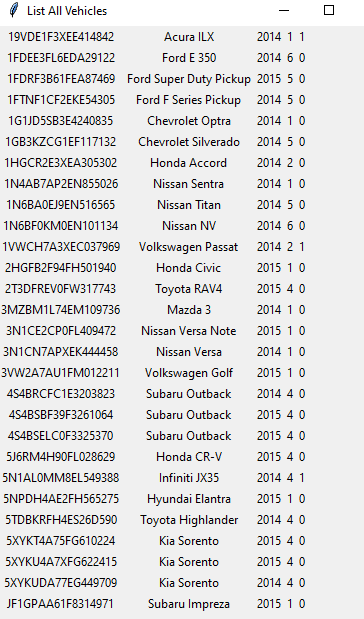 List All Vehicles
19VDE1F3XEE414842 Acura ILX 2014 1 1
1FDEE3FL6EDA29122 Ford E 350 2014 6 0
1FDRF3B61FEA87469 Ford Super Duty Pickup 2015 5 0
1FTNF1CF2EKE54305 Ford F Series Pickup 2014 5 0
1G1JD5SB3E4240835 Chevrolet Optra 2014 1 0
1GB3KZCG1EF117132 Chevrolet Silverado 2014 5 0
1HGCR2E3XEA305302 Honda Accord 2014 2 0
1N4AB7AP2EN855026 Nissan Sentra 2014 1 0
1N6BA0EJ9EN516565 Nissan Titan 2014 5 0
1N6BF0KM0EN101134 Nissan NV 2014 6 0
1VWCH7A3XEC037969 Volkswagen Passat 2014 2 1
2HGFB2F94FH501940 Honda Civic 2015 1 0
2T3DFREV0FW317743 Toyota RAV4 2015 4 0
3MZBM1L74EM109736 Mazda 3 2014 1 0
3N1CE2CP0FL409472 Nissan Versa Note 2015 1 0
3N1CN7APXEK444458 Nissan Versa 2014 1 0
3VW2A7AU1FM012211 Volkswagen Golf 2015 1 0
4S4BRCFC1E3203823 Subaru Outback 2014 4 0
4S4BSBF39F3261064 Subaru Outback 2015 4 0
4S4BSELC0F3325370 Subaru Outback 2015 4 0
5J6RM4H90FL028629 Honda CR-V 2015 4 0
5N1AL0MM8EL549388 Infiniti JX35 2014 4 1
5NPDH4AE2FH565275 Hyundai Elantra 2015 1 0
5TDBKRFH4ES26D590 Toyota Highlander 2014 4 0
5XYKT4A75FG610224 Kia Sorento 2015 4 0
5XYKU4A7XFG622415 Kia Sorento 2015 4 0
5XYKUDA77EG449709 Kia Sorento 2014 4 0
JF1GPAA61F8314971 Subaru Impreza 2015 1 0